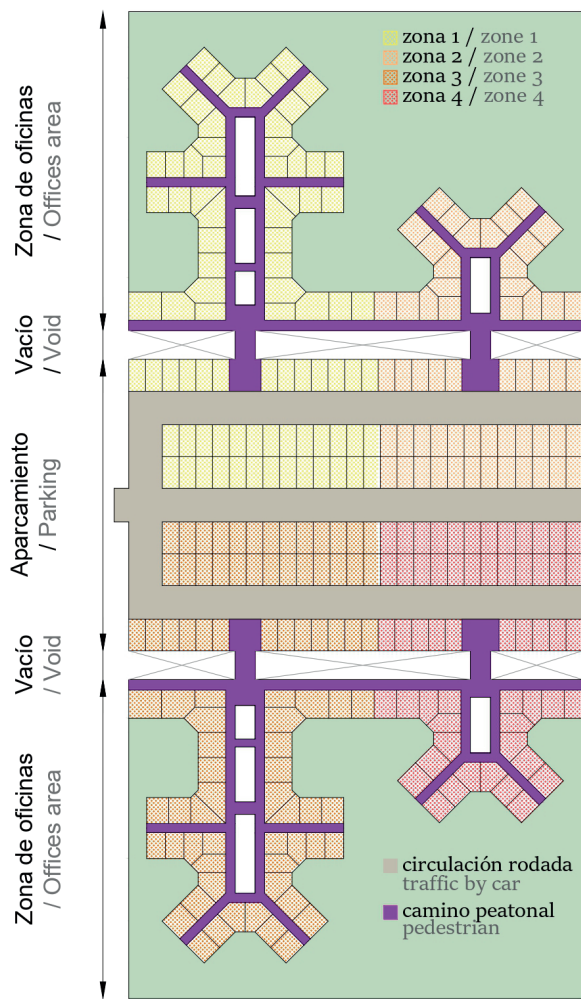 zona 1 / zone 1
zona 2 / zone 2
zona 3 / zone 3
zona 4 / zone 4
Zona de oficinas
/ Offices area
Vacío
/ Void
Aparcamiento
/ Parking
Vacío
/ Void
Zona de oficinas
/ Offices area
circulación rodada
traffic by car
camino peatonal
pedestrian